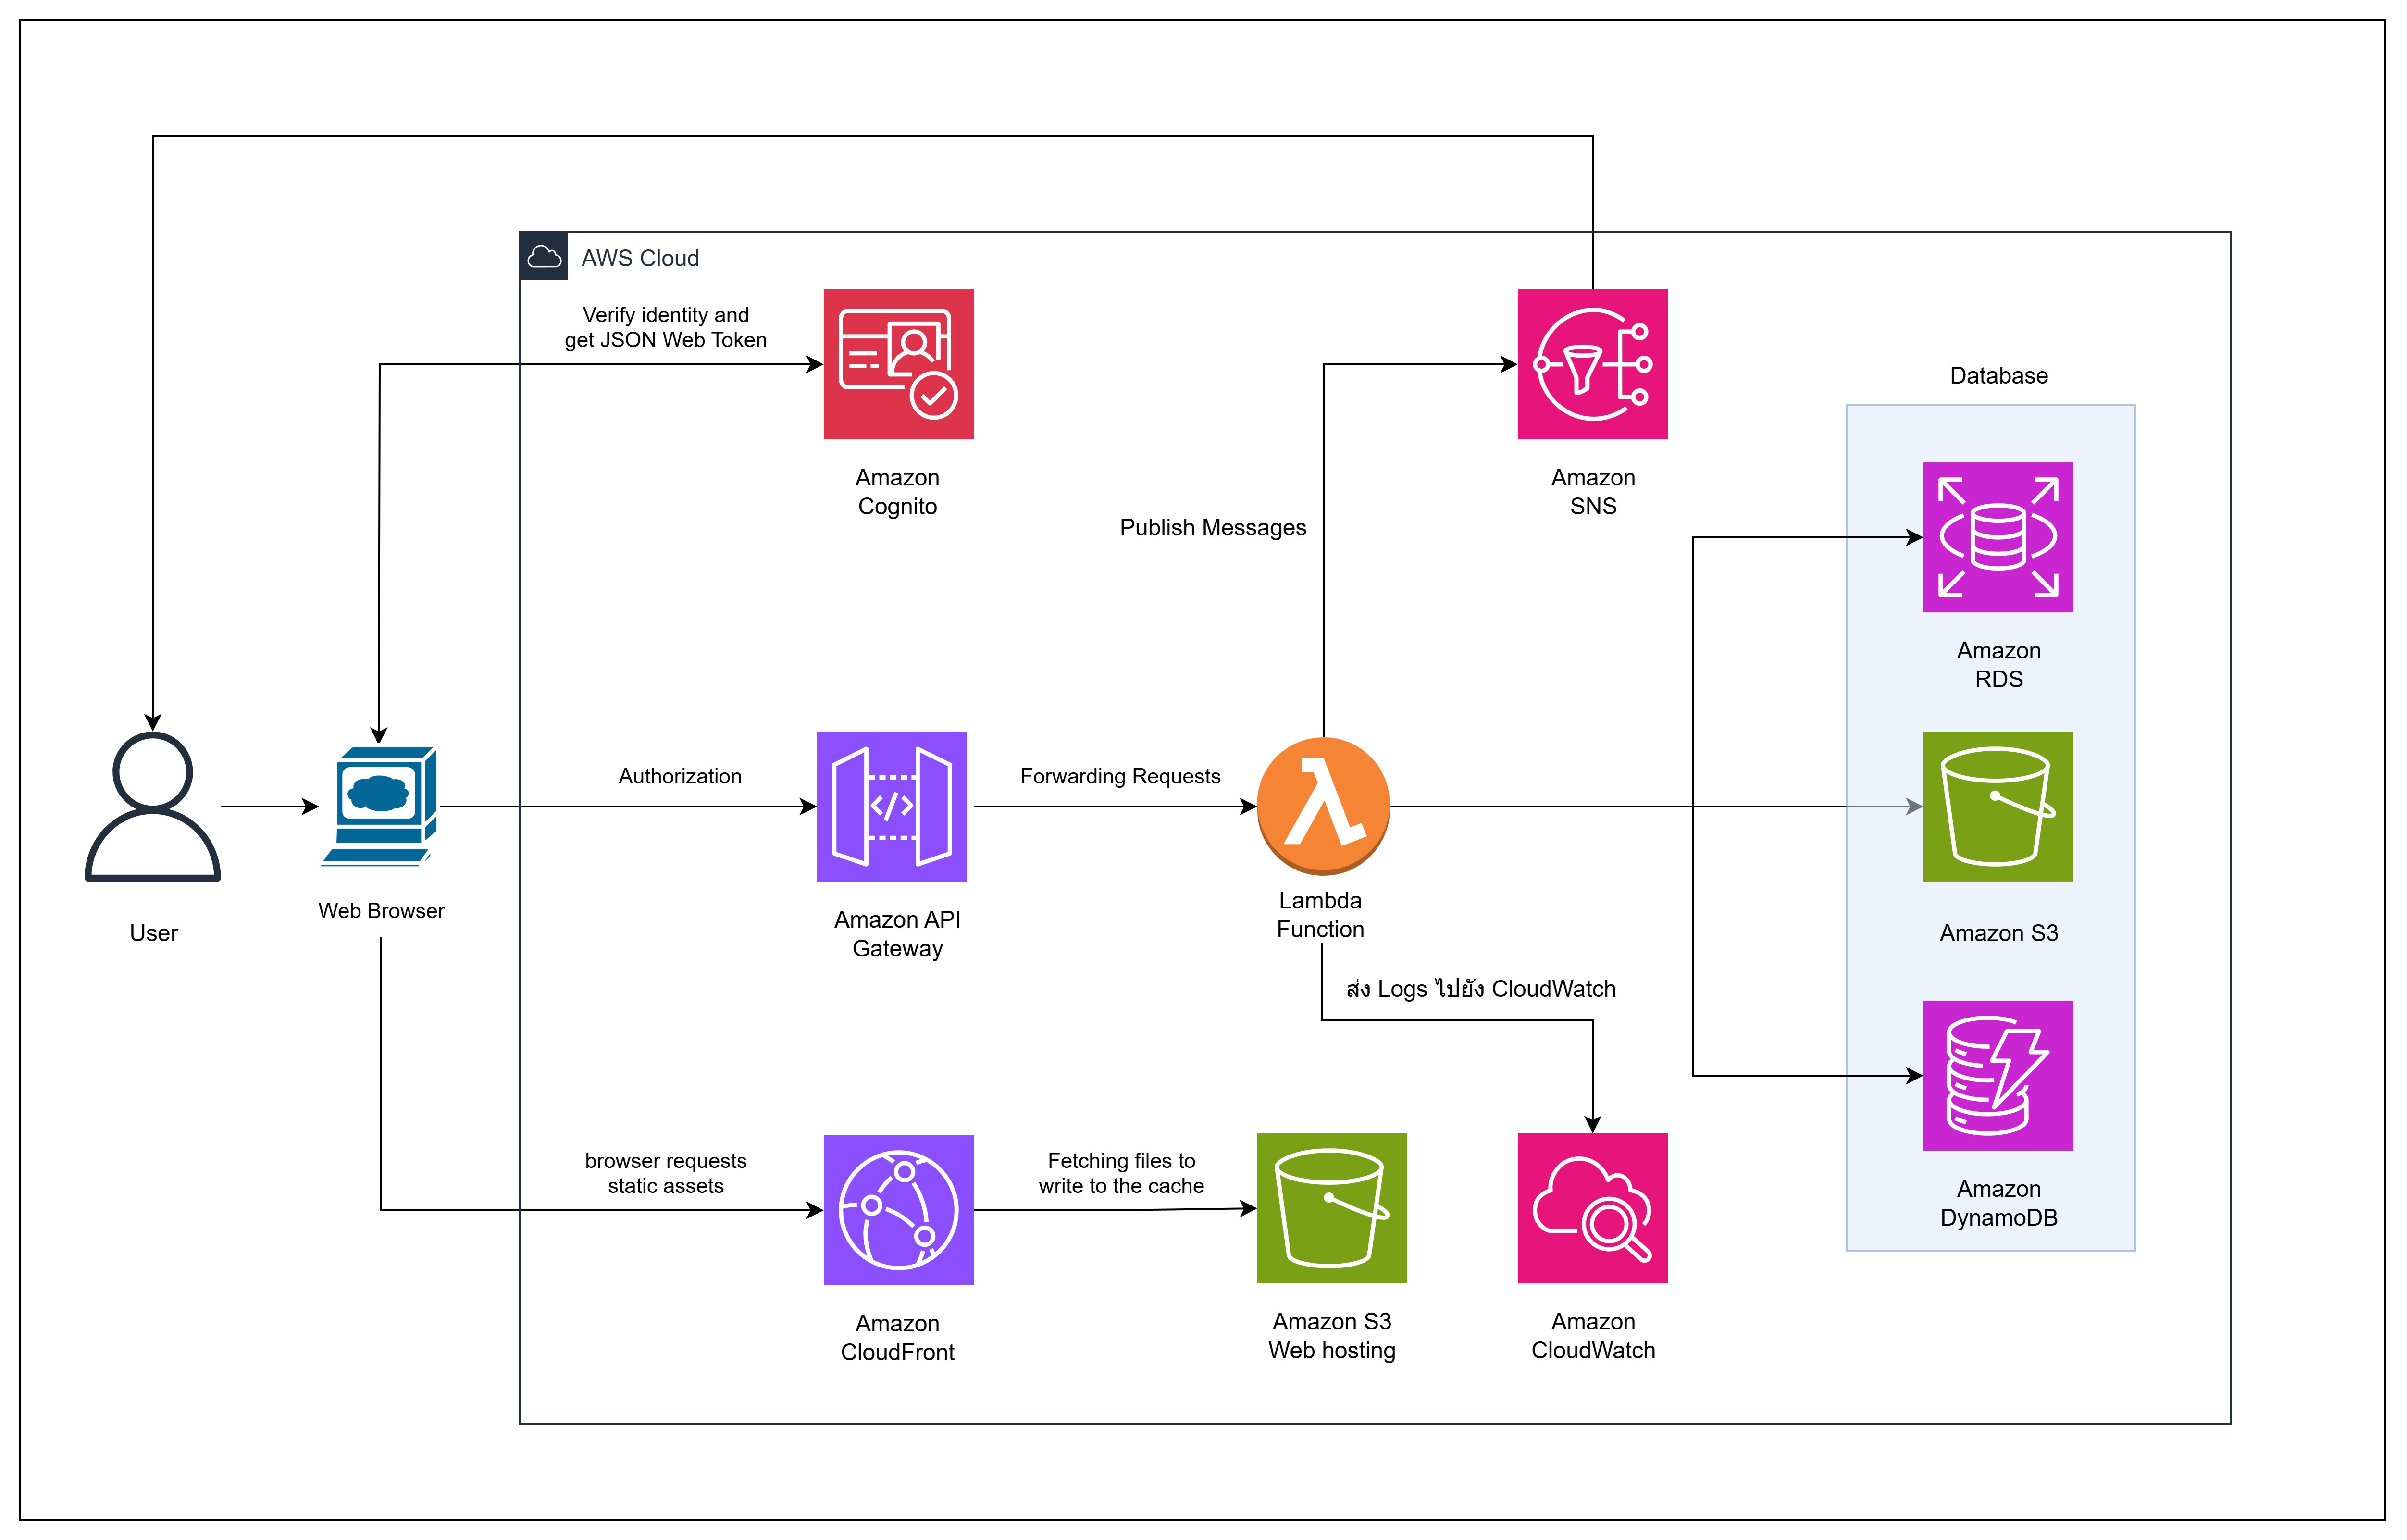 AWS Cloud
Verify identity and
get JSON Web Token
Amazon
Cognito
Amazon
SNS
Database
Publish Messages
Amazon
RDS
Authorization
Forwarding Requests
User
Web Browser
Amazon API
Gateway
Lambda
Function
Amazon S3
ส่ง Logs ไปยัง CloudWatch
browser requests
static assets
Fetching files to
write to the cache
Amazon
DynamoDB
Amazon
CloudFront
Amazon S3
Web hosting
Amazon
CloudWatch